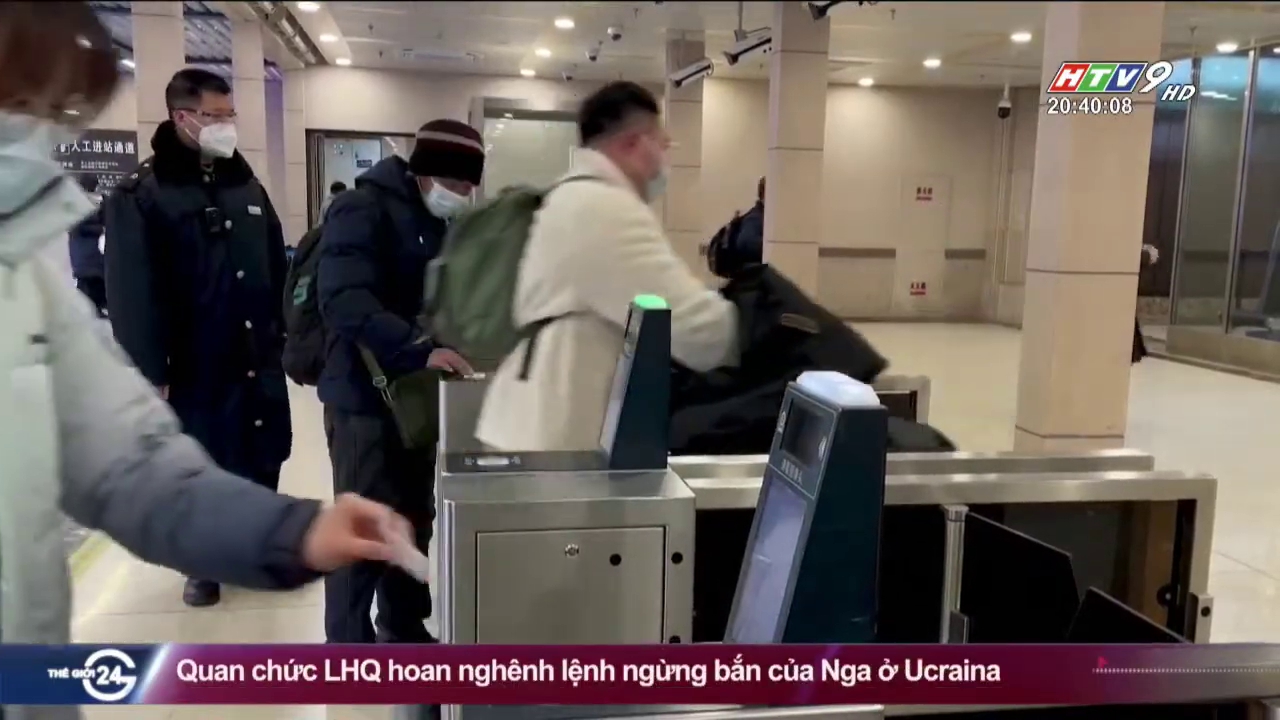 HTV9 HD
20:40:08
人工进站通道
THẾ GIỚI 24G
Quan chức LHQ hoan nghênh lệnh ngừng bắn của Nga ở Ucraina